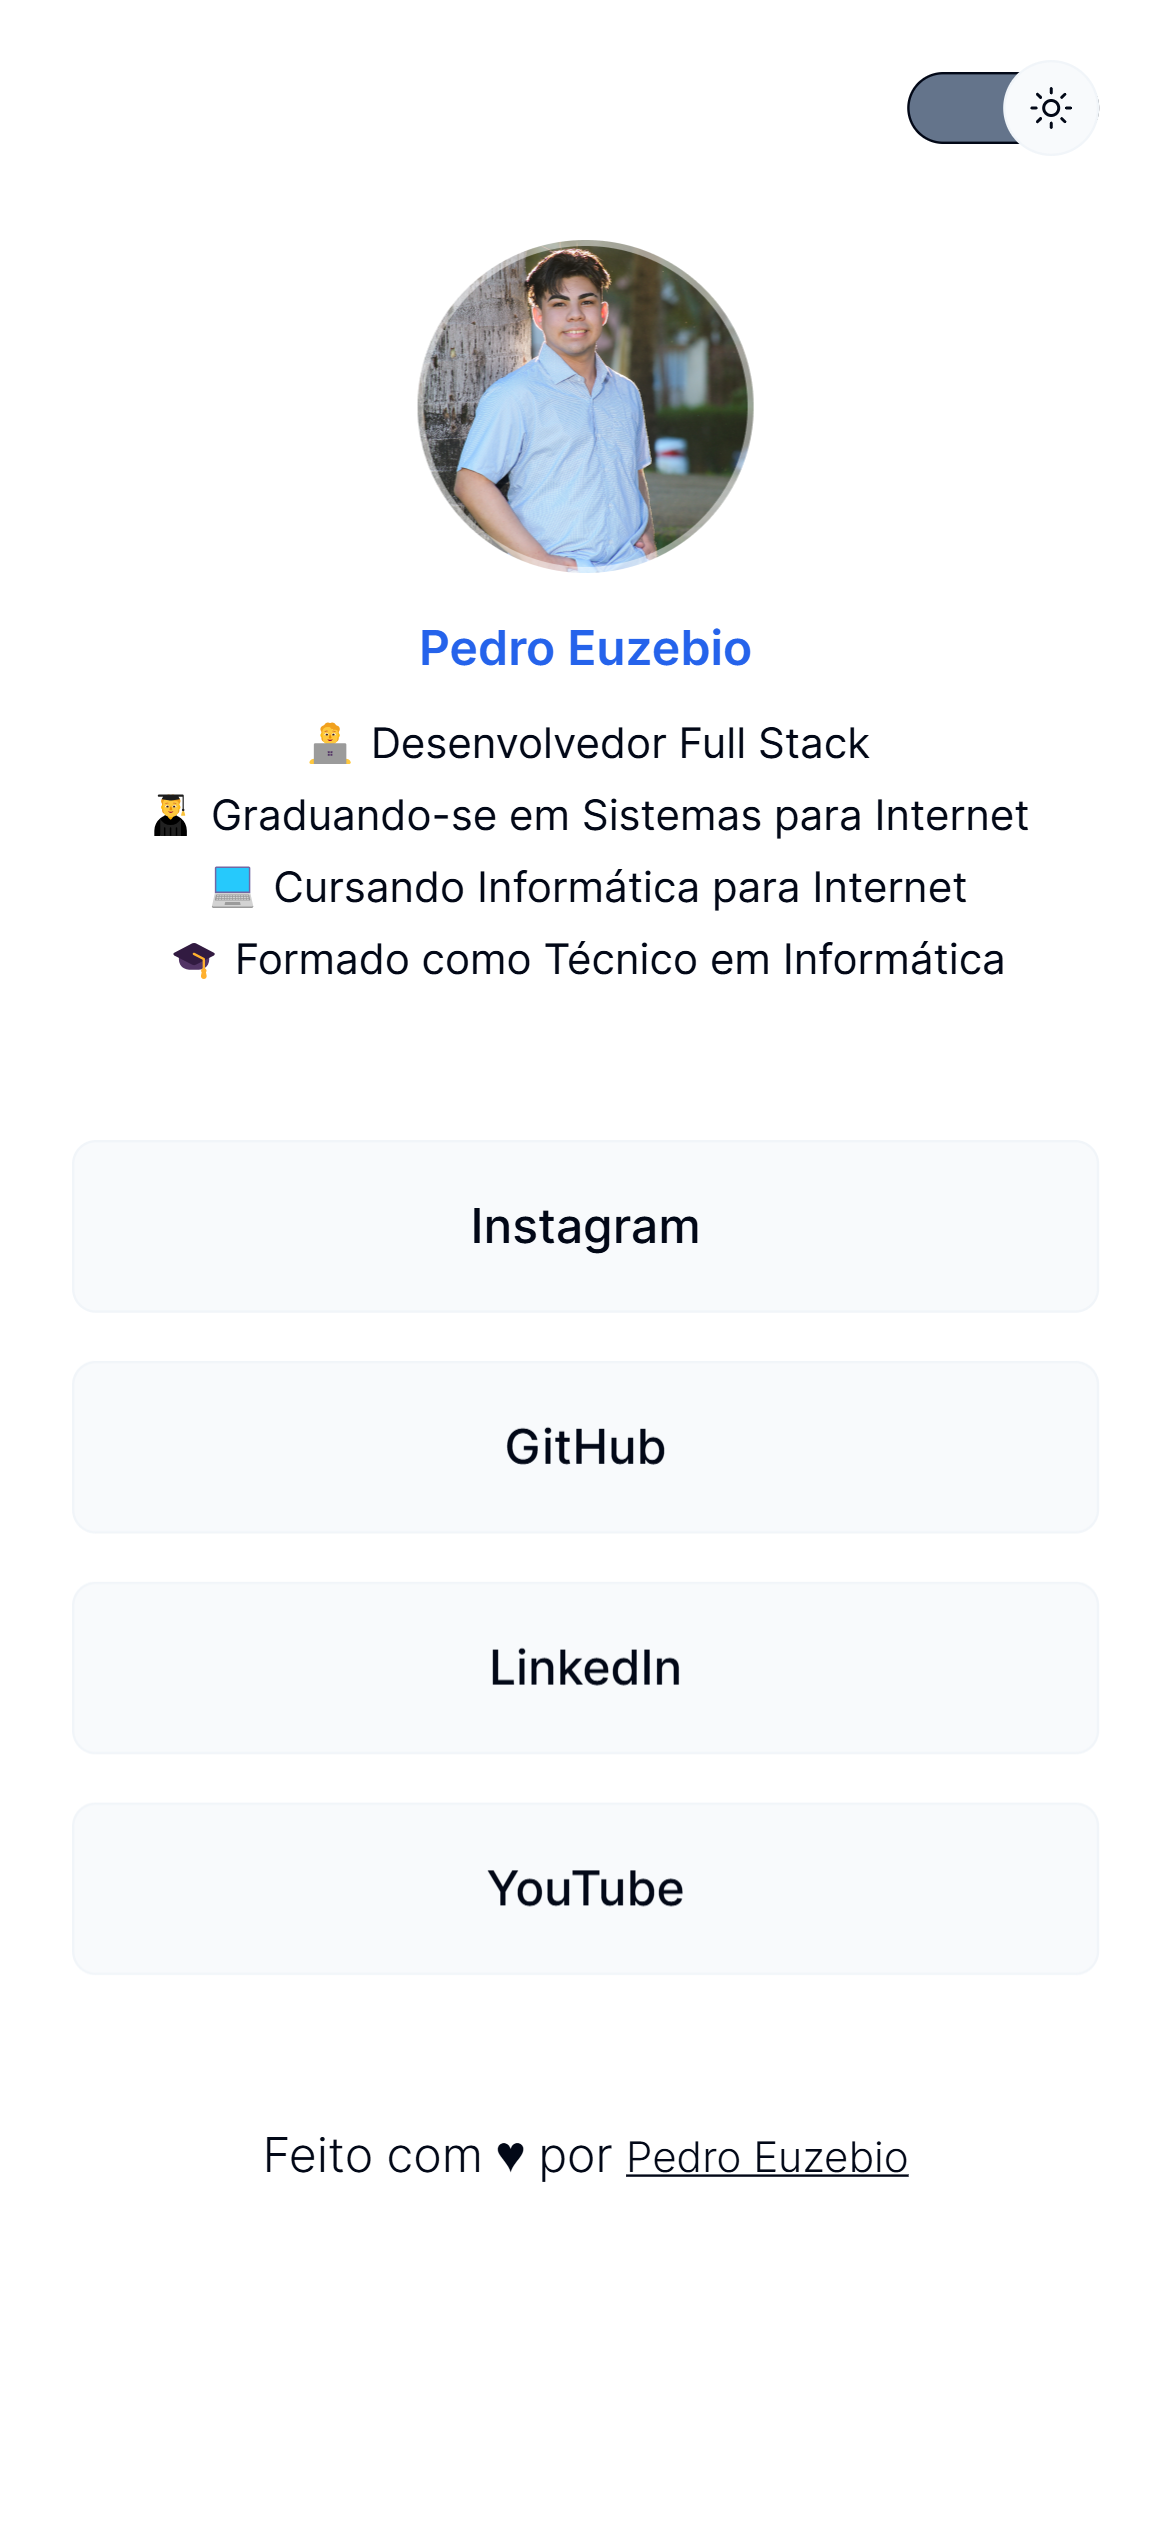 Pedro Euzebio
🧑‍💻 Desenvolvedor Full Stack
🧑‍🎓 Graduando-se em Sistemas para Internet
💻 Cursando Informática para Internet
🎓 Formado como Técnico em Informática
Instagram
GitHub
LinkedIn
YouTube
Feito com ♥ por Pedro Euzebio